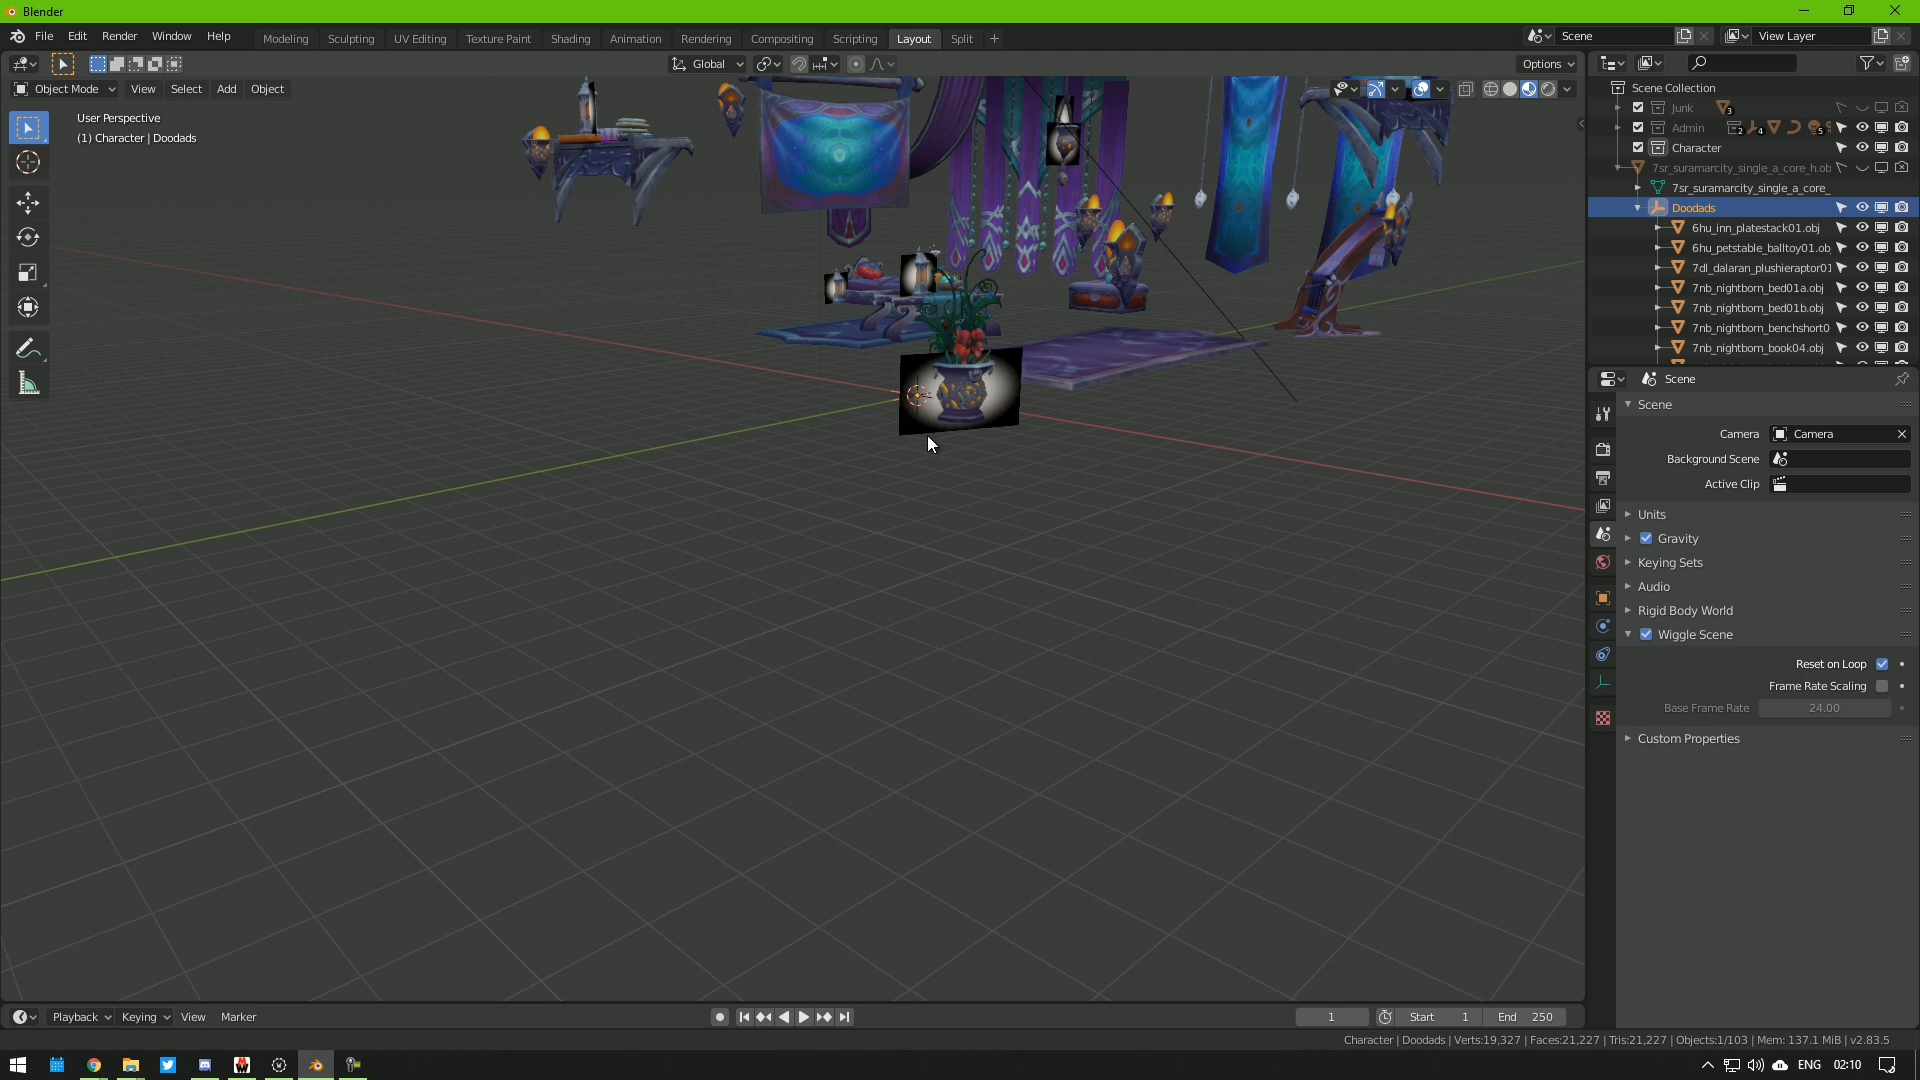 Blender
File Edit Render Window Help
Modeling Sculpting UV Editing Texture Paint Shading Animation Rendering Compositing Scripting Layout Split +
Scene
View Layer
Global
Options
Object Mode View Select Add Object
User Perspective
(1) Character | Doodads
Scene Collection
Junk 3
Admin 2 4 5
Character
7sr_suramarcity_single_a_core_h.ob
7sr_suramarcity_single_a_core_
Doodads
6hu_inn_platestack01.obj
6hu_petstable_balltoy01.ob
7dl_dalaran_plushieraptor01
7nb_nightborn_bed01a.obj
7nb_nightborn_bed01b.obj
7nb_nightborn_benchshort0
7nb_nightborn_book04.obj
Scene
Scene
Camera Camera
Background Scene
Active Clip
Units
Gravity
Keying Sets
Audio
Rigid Body World
Wiggle Scene
Reset on Loop
Frame Rate Scaling
Base Frame Rate 24.00
Custom Properties
Playback Keying View Marker
1 Start 1 End 250
Character | Doodads | Verts:19,327 | Faces:21,227 | Tris:21,227 | Objects:1/103 | Mem: 137.1 MiB | v2.83.5
ENG 02:10